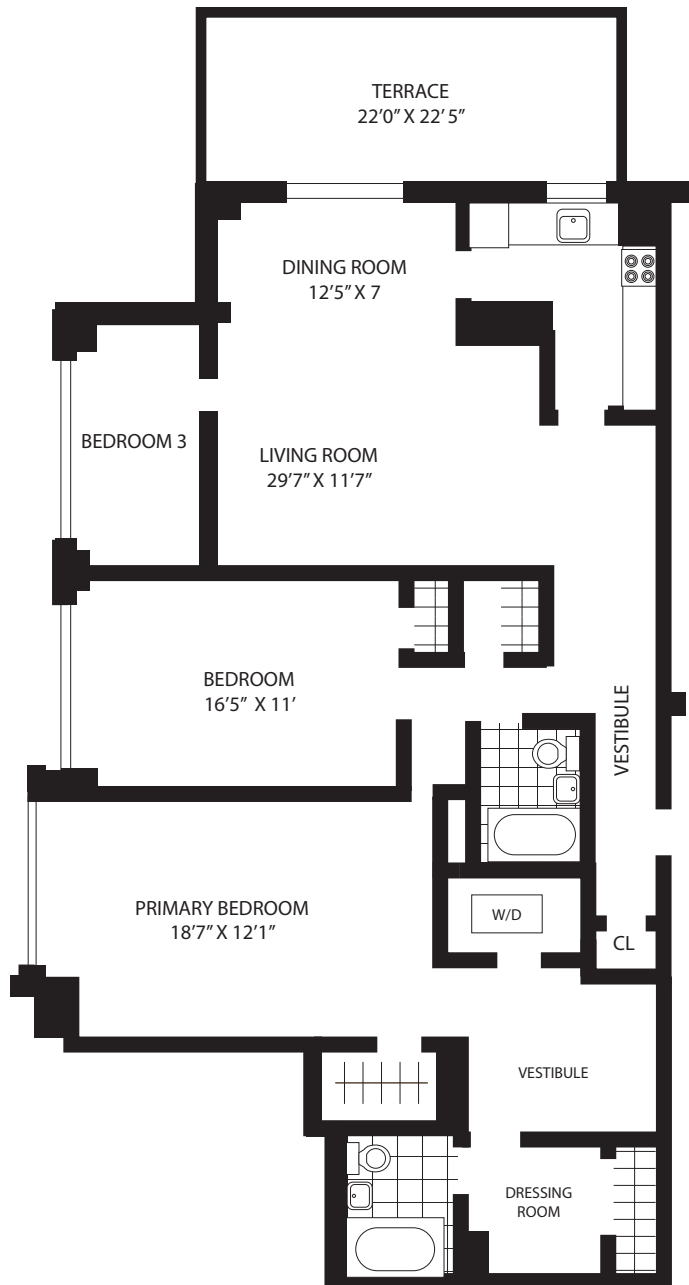 TERRACE
22'0" X 22' 5"
DINING ROOM
12'5" X 7
BEDROOM 3
LIVING ROOM
29'7" X 11'7"
BEDROOM
16'5" X 11'
VESTIBULE
PRIMARY BEDROOM
18'7" X 12'1"
W/D
CL
VESTIBULE
DRESSING
ROOM